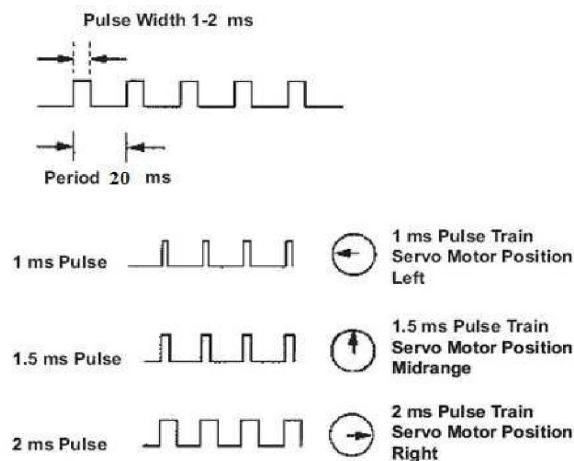 Pulse Width 1-2 ms
Period 20 ms
1 ms Pulse
1 ms Pulse Train
Servo Motor Position
Left
1.5 ms Pulse
1.5 ms Pulse Train
Servo Motor Position
Midrange
2 ms Pulse
2 ms Pulse Train
Servo Motor Position
Right